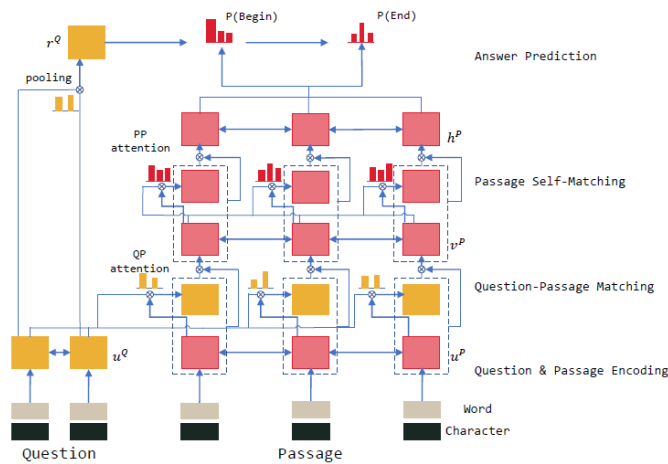 P(Begin)
P(End)
r^Q
Answer Prediction
pooling
PP
attention
h^P
Passage Self-Matching
QP
attention
v^P
Question-Passage Matching
u^Q
u^P
Question & Passage Encoding
Word
Character
Question
Passage